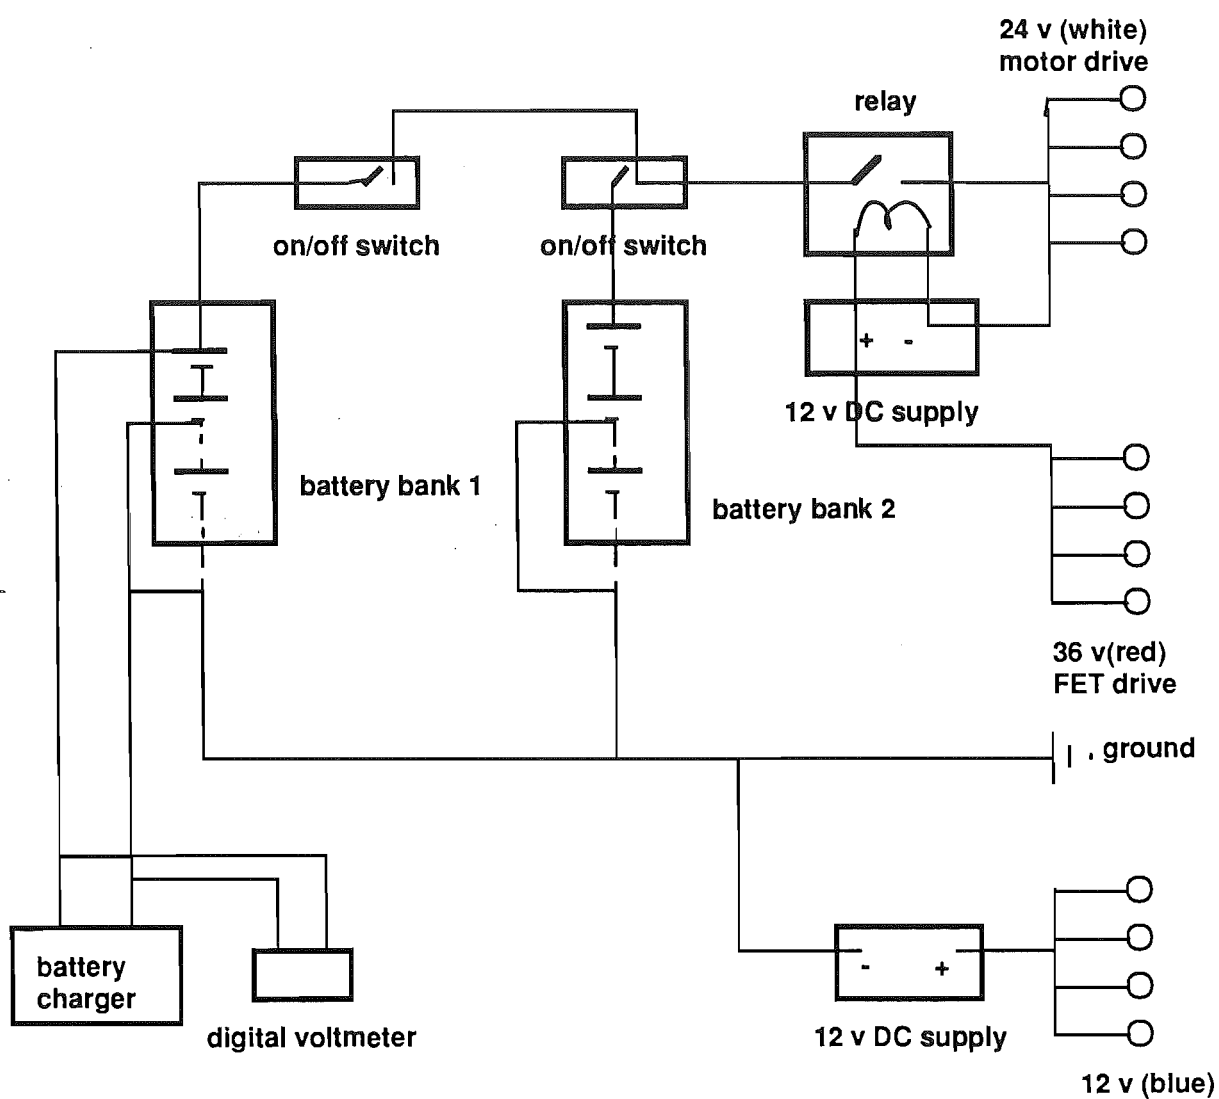 24 v (white)
motor drive
relay
on/off switch
on/off switch
+ -
12 v DC supply
battery bank 1
battery bank 2
36 v(red)
FET drive
ground
- +
battery
charger
digital voltmeter
12 v DC supply
12 v (blue)